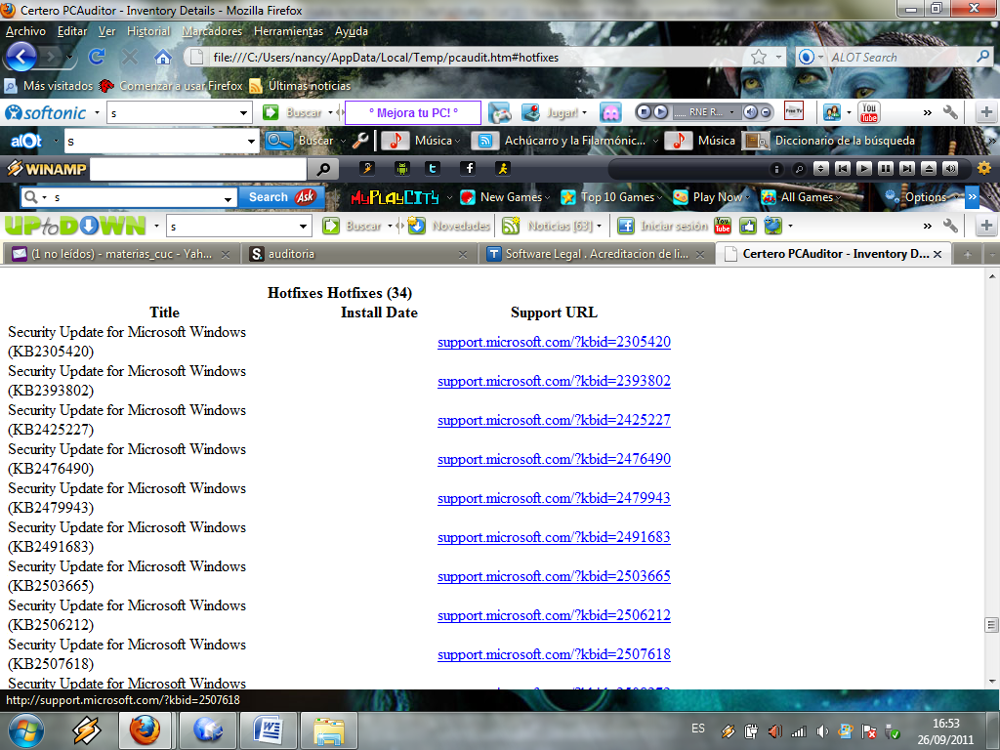 Certero PCAuditor - Inventory Details - Mozilla Firefox
Archivo Editar Ver Historial Marcadores Herramientas Ayuda
file:///C:/Users/nancy/AppData/Local/Temp/pcaudit.htm#hotfixes ALOT Search
Más visitados Comenzar a usar Firefox Últimas noticias
softonic s Buscar ° Mejora tu PC! ° Jugar! ..... RNE R... Free TV You Tube »
alot s Buscar Música Achúcarro y la Filarmónic... Música Diccionario de la búsqueda »
WINAMP
s Search Ask MyPlayCity New Games Top 10 Games Play Now All Games Options »
UPtoDOWN s Buscar Novedades Noticias [63] Iniciar sesión You Tube »
(1 no leídos) - materias_cuc - Yah... auditoria Software Legal . Acreditacion de li... Certero PCAuditor - Inventory D...
Hotfixes Hotfixes (34)
Title Install Date Support URL
Security Update for Microsoft Windows
(KB2305420) support.microsoft.com/?kbid=2305420
Security Update for Microsoft Windows
(KB2393802) support.microsoft.com/?kbid=2393802
Security Update for Microsoft Windows
(KB2425227) support.microsoft.com/?kbid=2425227
Security Update for Microsoft Windows
(KB2476490) support.microsoft.com/?kbid=2476490
Security Update for Microsoft Windows
(KB2479943) support.microsoft.com/?kbid=2479943
Security Update for Microsoft Windows
(KB2491683) support.microsoft.com/?kbid=2491683
Security Update for Microsoft Windows
(KB2503665) support.microsoft.com/?kbid=2503665
Security Update for Microsoft Windows
(KB2506212) support.microsoft.com/?kbid=2506212
Security Update for Microsoft Windows
(KB2507618) support.microsoft.com/?kbid=2507618
Security Update for Microsoft Windows
http://support.microsoft.com/?kbid=2507618
ES 16:53
26/09/2011